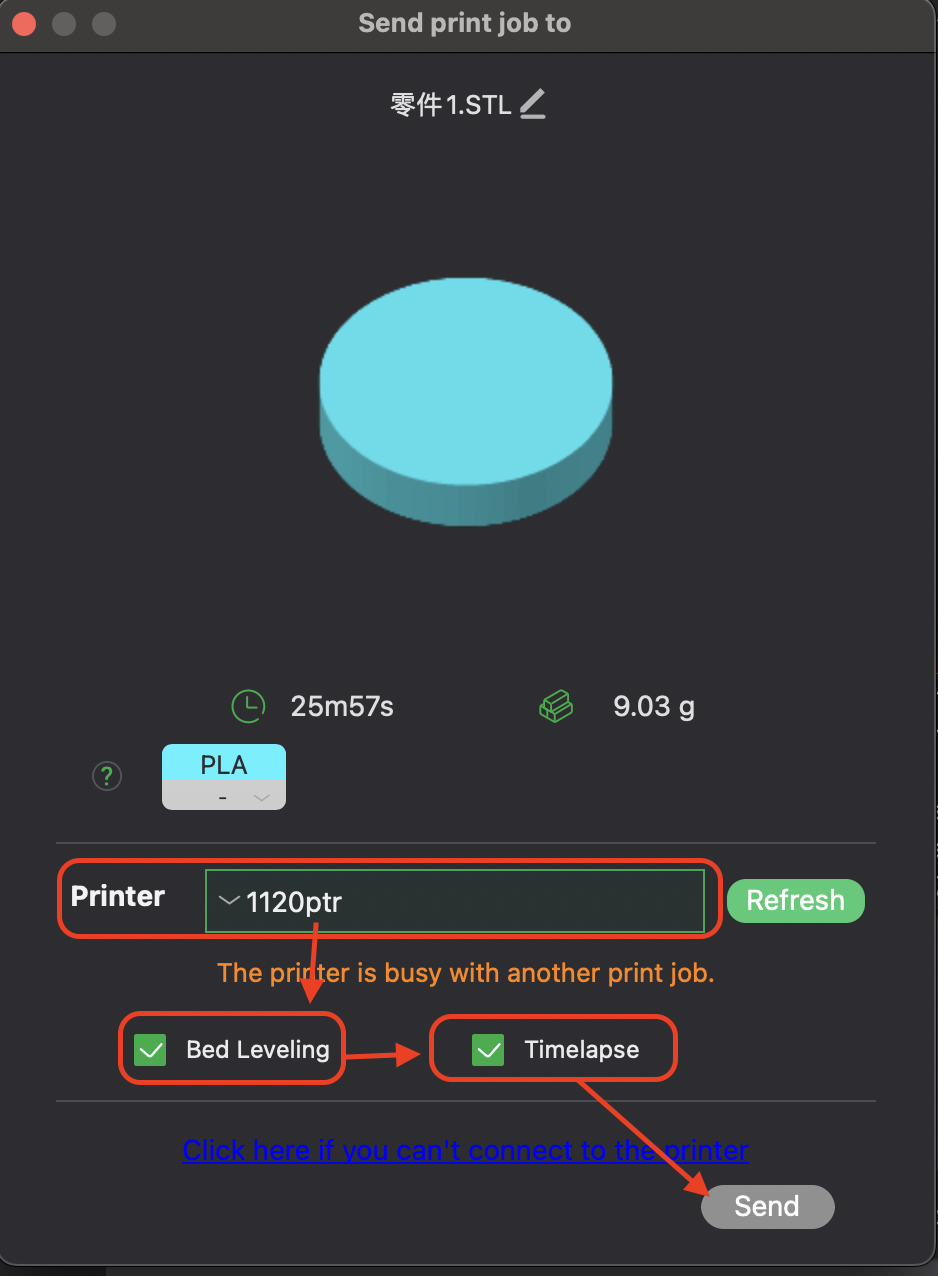 Send print job to
零件1.STL
25m57s
9.03 g
?
PLA
-
Printer
1120ptr
Refresh
The printer is busy with another print job.
Bed Leveling
Timelapse
Click here if you can't connect to the printer
Send